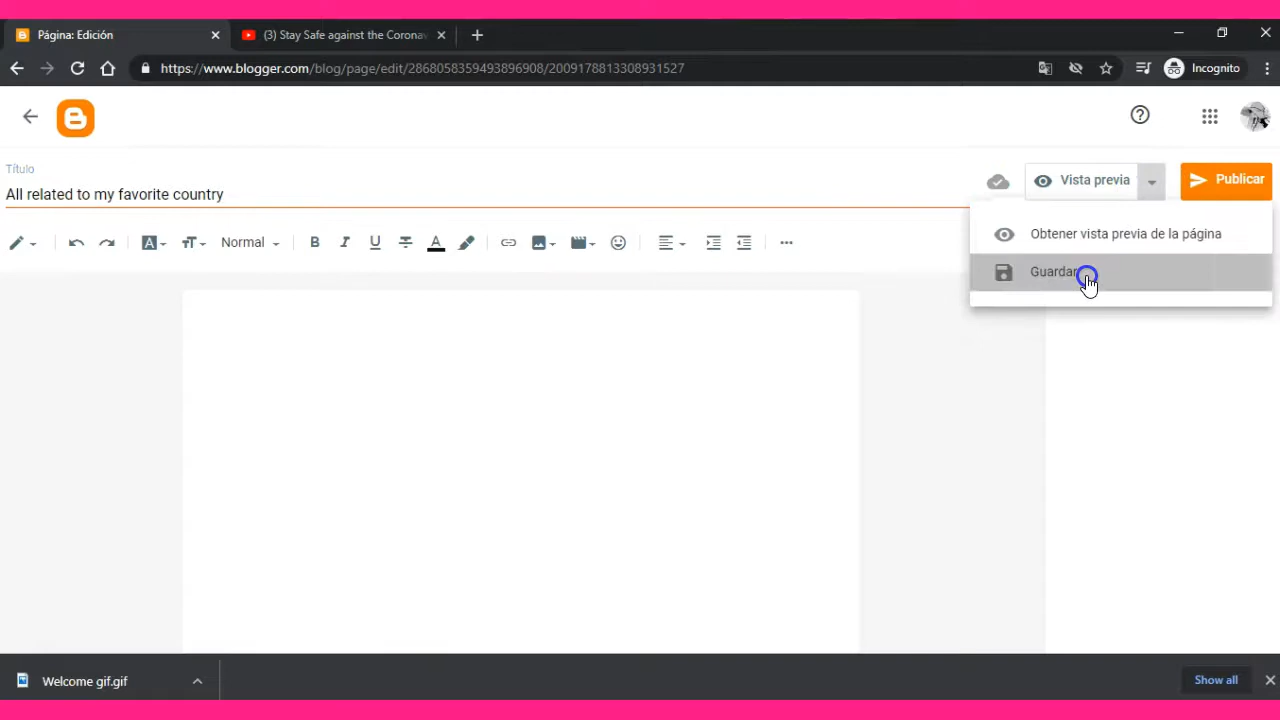 Página: Edición
(3) Stay Safe against the Corona
https://www.blogger.com/blog/page/edit/2868058359493896908/2009178813308931527
Incognito
Título
All related to my favorite country
Vista previa
Publicar
Normal
Obtener vista previa de la página
Guardar
Welcome gif.gif
Show all